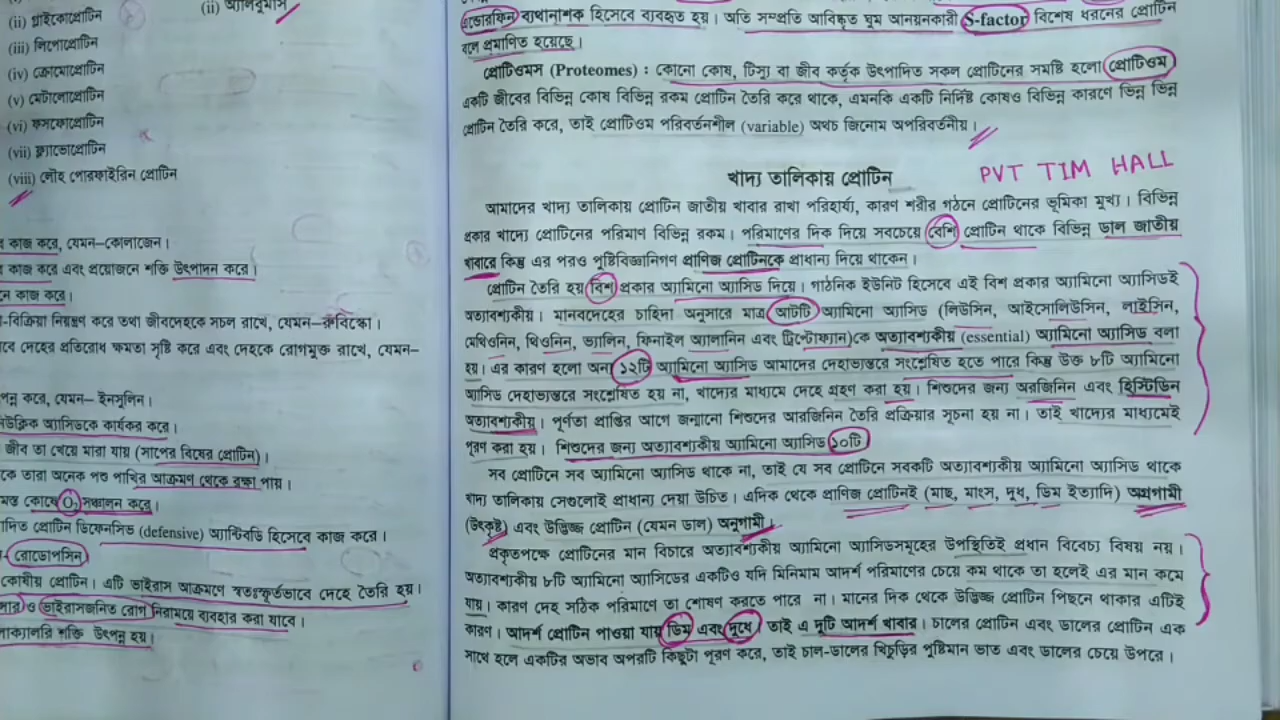 (ii) গ্লাইকোপ্রোটিন
(ii) অ্যালবুমিনাস
(iii) লিপোপ্রোটিন
(iv) ক্রোমোপ্রোটিন
(v) মেটালোপ্রোটিন
(vi) ফসফোপ্রোটিন
(vii) ফ্ল্যাভোপ্রোটিন
(viii) লৌহ পোরফাইরিন প্রোটিন
কাজ করে, যেমন–কোলাজেন।
কাজ করে এবং প্রয়োজনে শক্তি উৎপাদন করে।
কাজ করে।
-বিক্রিয়া নিয়ন্ত্রণ করে তথা জীবদেহকে সচল রাখে, যেমন–রুবিস্কো।
দেহের প্রতিরোধ ক্ষমতা সৃষ্টি করে এবং দেহকে রোগমুক্ত রাখে, যেমন–
করে, যেমন– ইনসুলিন।
অ্যাসিডকে কার্যকর করে।
জীব তা খেয়ে মারা যায় (সাপের বিষের প্রোটিন)।
তারা অনেক পশু পাখির আক্রমণ থেকে রক্ষা পায়।
কোষে O₂ সঞ্চালন করে।
প্রোটিন ডিফেনসিভ (defensive) অ্যান্টিবডি হিসেবে কাজ করে।
রোডোপসিন
কোষীয় প্রোটিন। এটি ভাইরাস আক্রমণে স্বতঃস্ফূর্তভাবে দেহে তৈরি হয়।
ও ভাইরাসজনিত রোগ নিরাময়ে ব্যবহার করা যাবে।
শক্তি উৎপন্ন হয়।
এন্ডোরফিন ব্যথানাশক হিসেবে ব্যবহৃত হয়। অতি সম্প্রতি আবিষ্কৃত ঘুম আনয়নকারী S-factor বিশেষ ধরনের প্রোটিন
বলে প্রমাণিত হয়েছে।
প্রোটিওমস (Proteomes) : কোনো কোষ, টিস্যু বা জীব কর্তৃক উৎপাদিত সকল প্রোটিনের সমষ্টি হলো প্রোটিওম
একটি জীবের বিভিন্ন কোষ বিভিন্ন রকম প্রোটিন তৈরি করে থাকে, এমনকি একটি নির্দিষ্ট কোষও বিভিন্ন কারণে ভিন্ন ভিন্ন
প্রোটিন তৈরি করে, তাই প্রোটিওম পরিবর্তনশীল (variable) অথচ জিনোম অপরিবর্তনীয়।
PVT TIM HALL
খাদ্য তালিকায় প্রোটিন
আমাদের খাদ্য তালিকায় প্রোটিন জাতীয় খাবার রাখা পরিহার্য, কারণ শরীর গঠনে প্রোটিনের ভূমিকা মুখ্য। বিভিন্ন
প্রকার খাদ্যে প্রোটিনের পরিমাণ বিভিন্ন রকম। পরিমাণের দিক দিয়ে সবচেয়ে বেশি প্রোটিন থাকে বিভিন্ন ডাল জাতীয়
খাবারে কিন্তু এর পরও পুষ্টিবিজ্ঞানিগণ প্রাণিজ প্রোটিনকে প্রাধান্য দিয়ে থাকেন।
প্রোটিন তৈরি হয় বিশ প্রকার অ্যামিনো অ্যাসিড দিয়ে। গাঠনিক ইউনিট হিসেবে এই বিশ প্রকার অ্যামিনো অ্যাসিডই
অত্যাবশ্যকীয়। মানবদেহের চাহিদা অনুসারে মাত্র আটটি অ্যামিনো অ্যাসিড (লিউসিন, আইসোলিউসিন, লাইসিন,
মেথিওনিন, থিওনিন, ভ্যালিন, ফিনাইল অ্যালানিন এবং ট্রিপ্টোফ্যান)কে অত্যাবশ্যকীয় (essential) অ্যামিনো অ্যাসিড বলা
হয়। এর কারণ হলো অন্য ১২টি অ্যামিনো অ্যাসিড আমাদের দেহাভ্যন্তরে সংশ্লেষিত হতে পারে কিন্তু উক্ত ৮টি অ্যামিনো
অ্যাসিড দেহাভ্যন্তরে সংশ্লেষিত হয় না, খাদ্যের মাধ্যমে দেহে গ্রহণ করা হয়। শিশুদের জন্য অরজিনিন এবং হিস্টিডিন
অত্যাবশ্যকীয়। পূর্ণতা প্রাপ্তির আগে জন্মানো শিশুদের আরজিনিন তৈরি প্রক্রিয়ার সূচনা হয় না। তাই খাদ্যের মাধ্যমেই
পূরণ করা হয়। শিশুদের জন্য অত্যাবশ্যকীয় অ্যামিনো অ্যাসিড ১০টি
সব প্রোটিনে সব অ্যামিনো অ্যাসিড থাকে না, তাই যে সব প্রোটিনে সবকটি অত্যাবশ্যকীয় অ্যামিনো অ্যাসিড থাকে
খাদ্য তালিকায় সেগুলোই প্রাধান্য দেয়া উচিত। এদিক থেকে প্রাণিজ প্রোটিনই (মাছ, মাংস, দুধ, ডিম ইত্যাদি) অগ্রগামী
(উৎকৃষ্ট) এবং উদ্ভিজ্জ প্রোটিন (যেমন ডাল) অনুগামী।
প্রকৃতপক্ষে প্রোটিনের মান বিচারে অত্যাবশ্যকীয় অ্যামিনো অ্যাসিডসমূহের উপস্থিতিই প্রধান বিবেচ্য বিষয় নয়।
অত্যাবশ্যকীয় ৮টি অ্যামিনো অ্যাসিডের একটিও যদি মিনিমাম আদর্শ পরিমাণের চেয়ে কম থাকে তা হলেই এর মান কমে
যায়। কারণ দেহ সঠিক পরিমাণে তা শোষণ করতে পারে না। মানের দিক থেকে উদ্ভিজ্জ প্রোটিন পিছনে থাকার এটিই
কারণ। আদর্শ প্রোটিন পাওয়া যায় ডিম এবং দুধে। তাই এ দুটি আদর্শ খাবার। চালের প্রোটিন এবং ডালের প্রোটিন এক
সাথে হলে একটির অভাব অপরটি কিছুটা পূরণ করে, তাই চাল-ডালের খিচুড়ির পুষ্টিমান ভাত এবং ডালের চেয়ে উপরে।